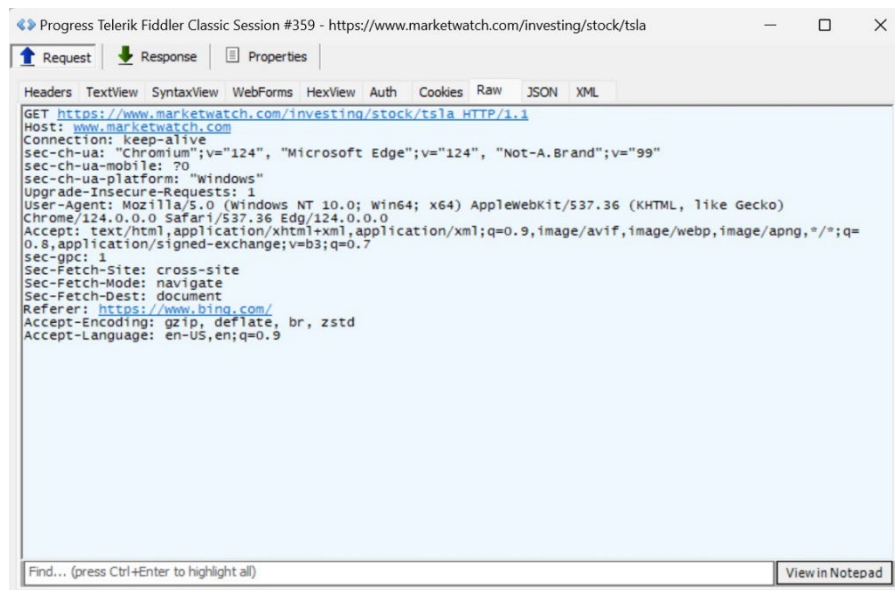 Progress Telerik Fiddler Classic Session #359 - https://www.marketwatch.com/investing/stock/tsla
Request Response Properties
Headers TextView SyntaxView WebForms HexView Auth Cookies Raw JSON XML
GET https://www.marketwatch.com/investing/stock/tsla HTTP/1.1
Host: www.marketwatch.com
Connection: keep-alive
sec-ch-ua: "Chromium";v="124", "Microsoft Edge";v="124", "Not-A.Brand";v="99"
sec-ch-ua-mobile: ?0
sec-ch-ua-platform: "Windows"
Upgrade-Insecure-Requests: 1
User-Agent: Mozilla/5.0 (Windows NT 10.0; Win64; x64) AppleWebKit/537.36 (KHTML, like Gecko)
Chrome/124.0.0.0 Safari/537.36 Edg/124.0.0.0
Accept: text/html,application/xhtml+xml,application/xml;q=0.9,image/avif,image/webp,image/apng,*/*;q=
0.8,application/signed-exchange;v=b3;q=0.7
sec-gpc: 1
Sec-Fetch-Site: cross-site
Sec-Fetch-Mode: navigate
Sec-Fetch-Dest: document
Referer: https://www.bing.com/
Accept-Encoding: gzip, deflate, br, zstd
Accept-Language: en-US,en;q=0.9
Find... (press Ctrl+Enter to highlight all) View in Notepad